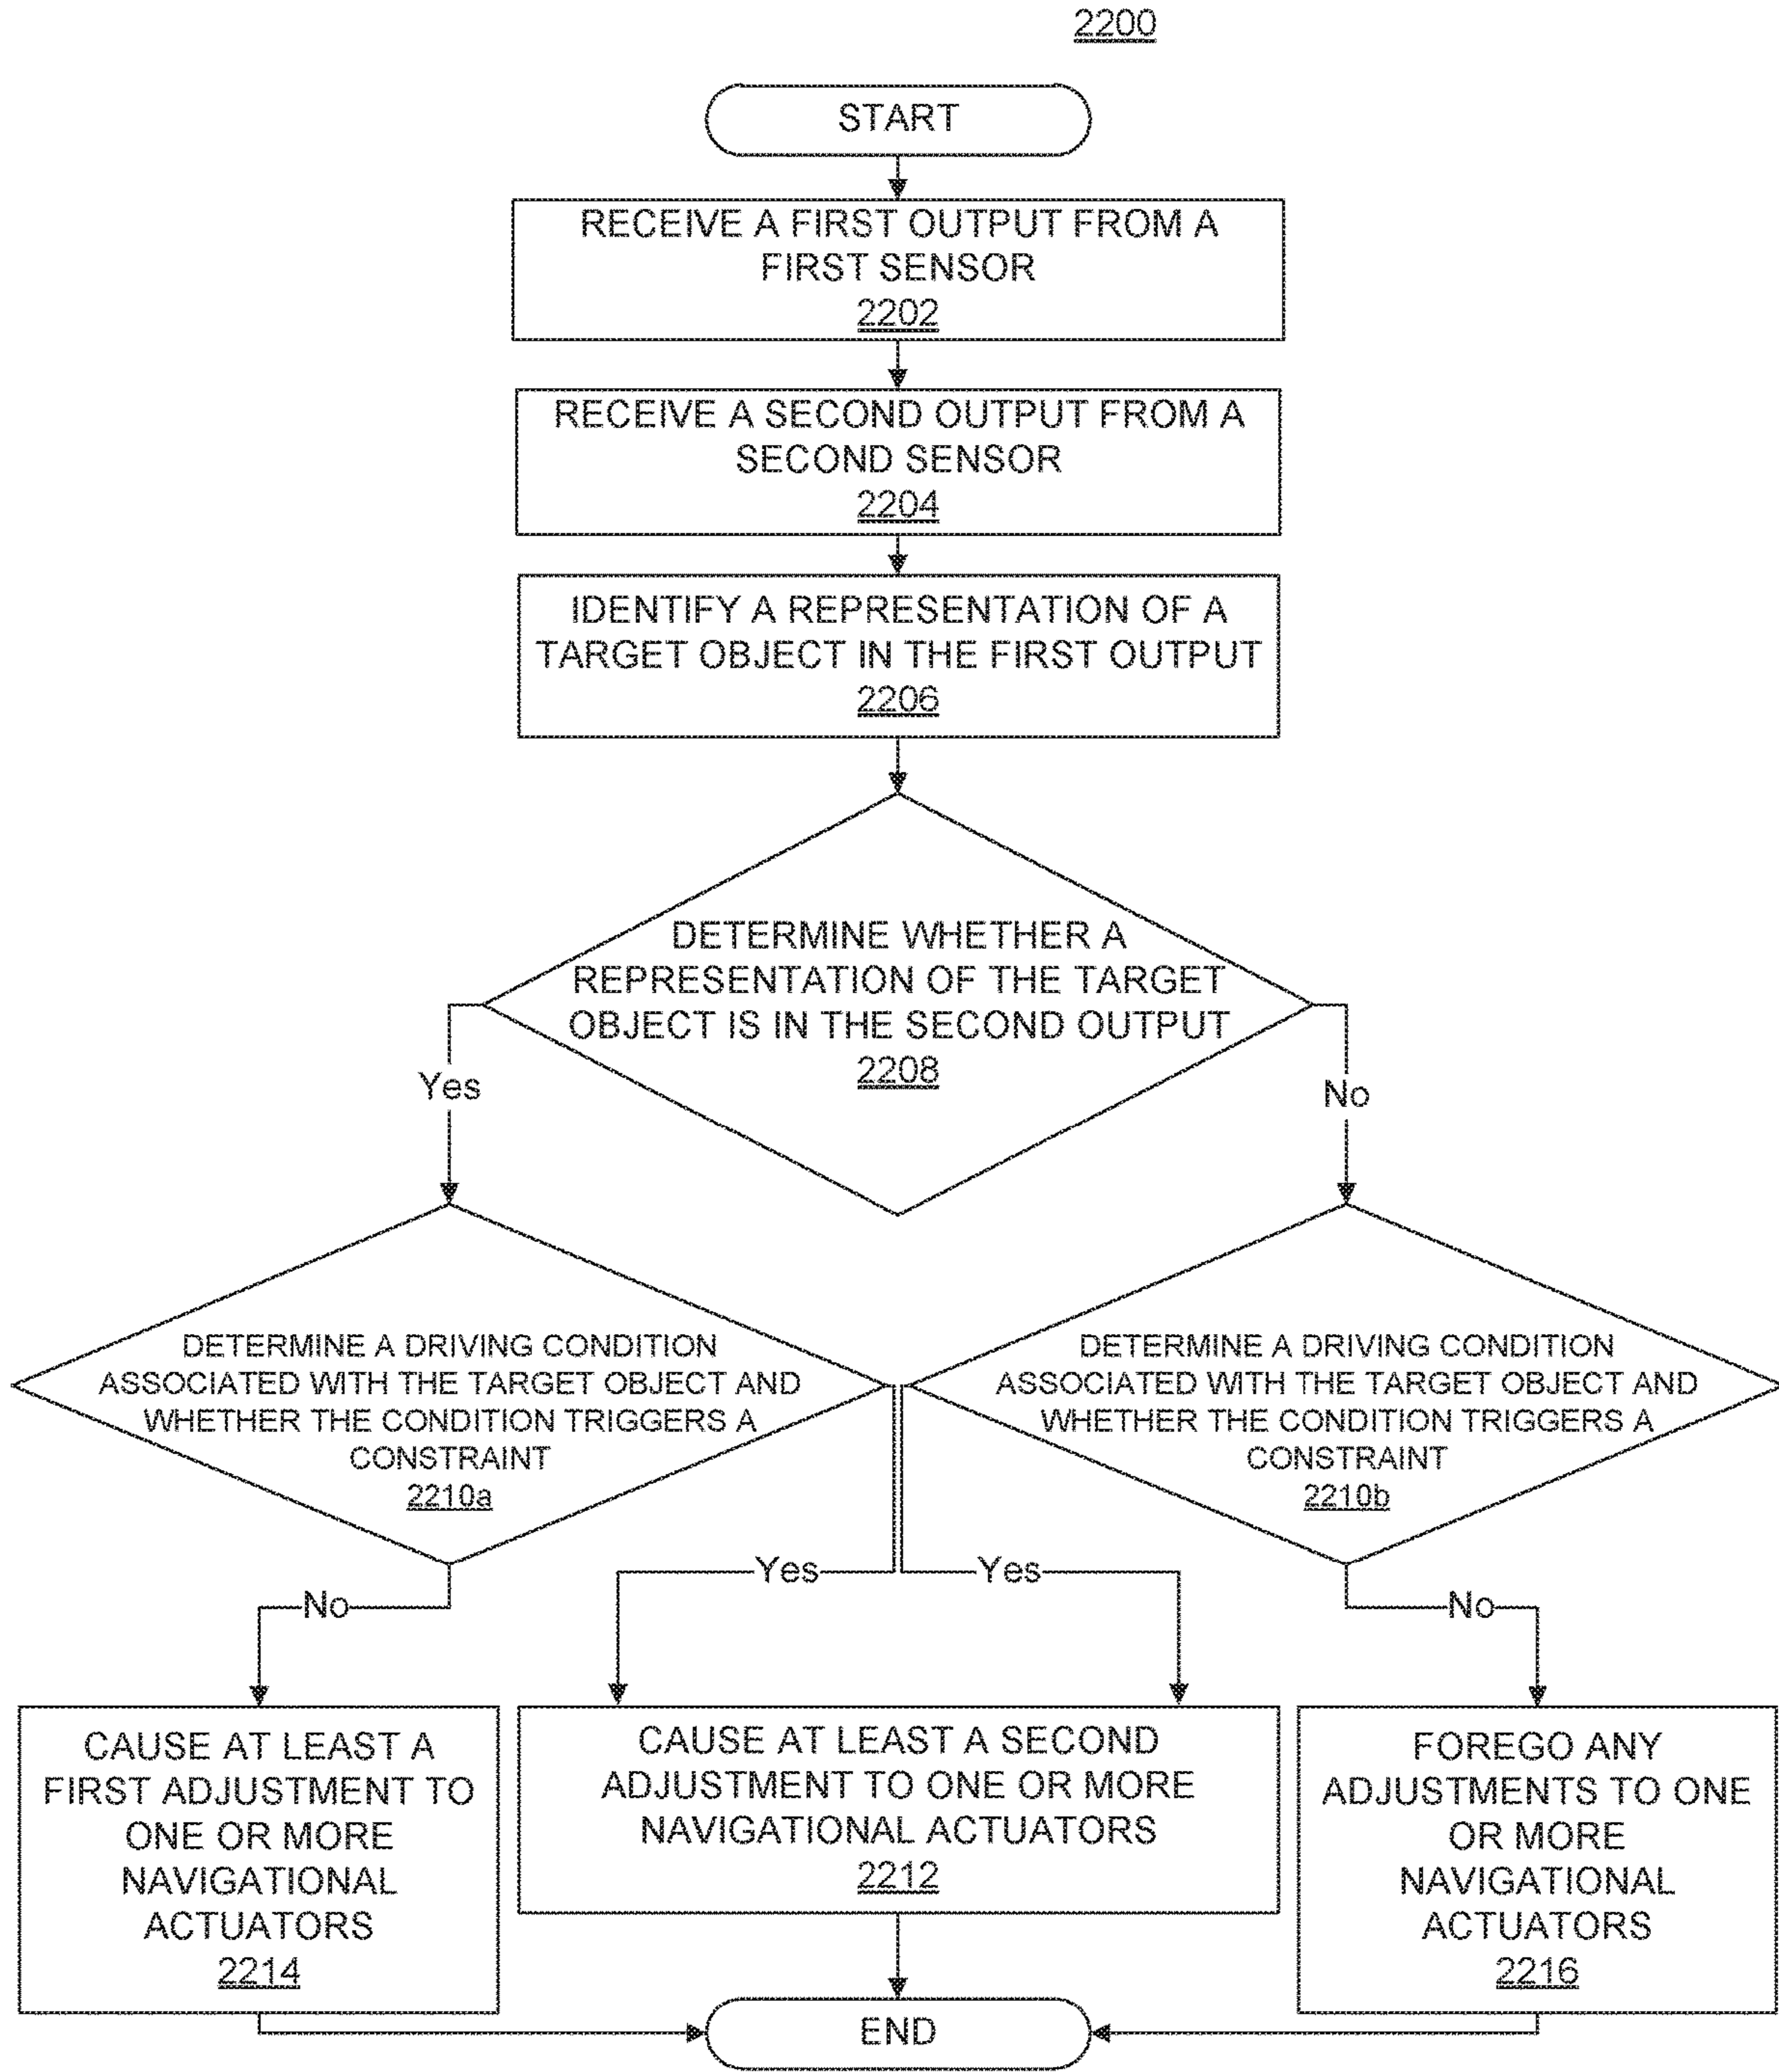 2200
START
RECEIVE A FIRST OUTPUT FROM A
FIRST SENSOR
2202
RECEIVE A SECOND OUTPUT FROM A
SECOND SENSOR
2204
IDENTIFY A REPRESENTATION OF A
TARGET OBJECT IN THE FIRST OUTPUT
2206
DETERMINE WHETHER A
REPRESENTATION OF THE TARGET
OBJECT IS IN THE SECOND OUTPUT
2208
Yes
No
DETERMINE A DRIVING CONDITION
ASSOCIATED WITH THE TARGET OBJECT AND
WHETHER THE CONDITION TRIGGERS A
CONSTRAINT
2210a
DETERMINE A DRIVING CONDITION
ASSOCIATED WITH THE TARGET OBJECT AND
WHETHER THE CONDITION TRIGGERS A
CONSTRAINT
2210b
No
Yes
Yes
No
CAUSE AT LEAST A
FIRST ADJUSTMENT TO
ONE OR MORE
NAVIGATIONAL
ACTUATORS
2214
CAUSE AT LEAST A SECOND
ADJUSTMENT TO ONE OR MORE
NAVIGATIONAL ACTUATORS
2212
FOREGO ANY
ADJUSTMENTS TO ONE
OR MORE
NAVIGATIONAL
ACTUATORS
2216
END